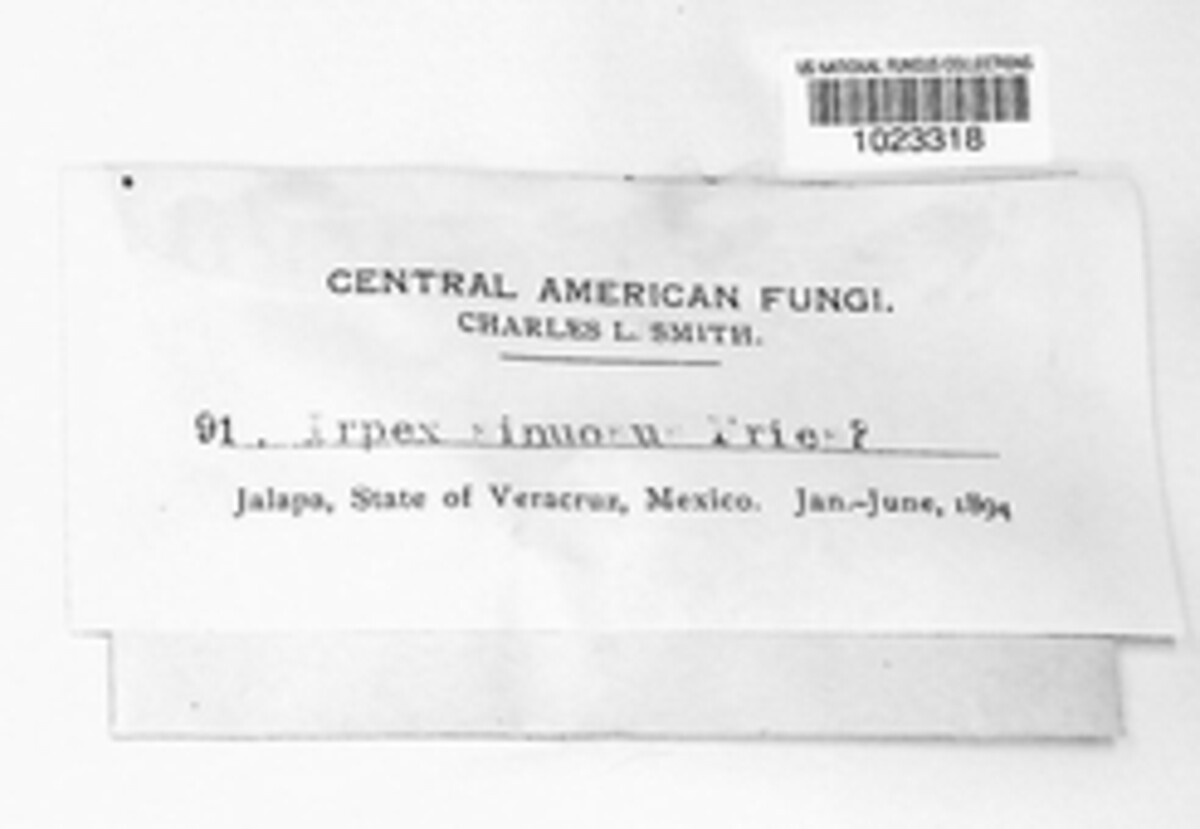 US NATIONAL FUNGUS COLLECTIONS
1023318
CENTRAL AMERICAN FUNGI.
CHARLES L. SMITH.
91. Irpex sinuosus Fries?
Jalapa, State of Veracruz, Mexico. Jan.-June, 1894